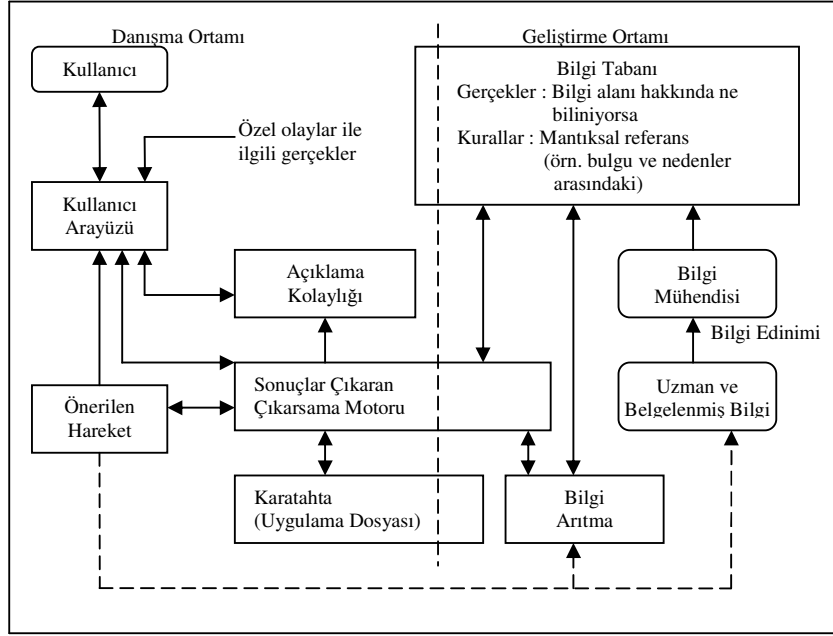 Danışma Ortamı
Geliştirme Ortamı
Kullanıcı
Bilgi Tabanı
Gerçekler : Bilgi alanı hakkında ne
biliniyorsa
Kurallar : Mantıksal referans
(örn. bulgu ve nedenler
arasındaki)
Özel olaylar ile
ilgili gerçekler
Kullanıcı
Arayüzü
Açıklama
Kolaylığı
Bilgi
Mühendisi
Bilgi Edinimi
Sonuçlar Çıkaran
Çıkarsama Motoru
Uzman ve
Belgelenmiş Bilgi
Önerilen
Hareket
Karatahta
(Uygulama Dosyası)
Bilgi
Arıtma